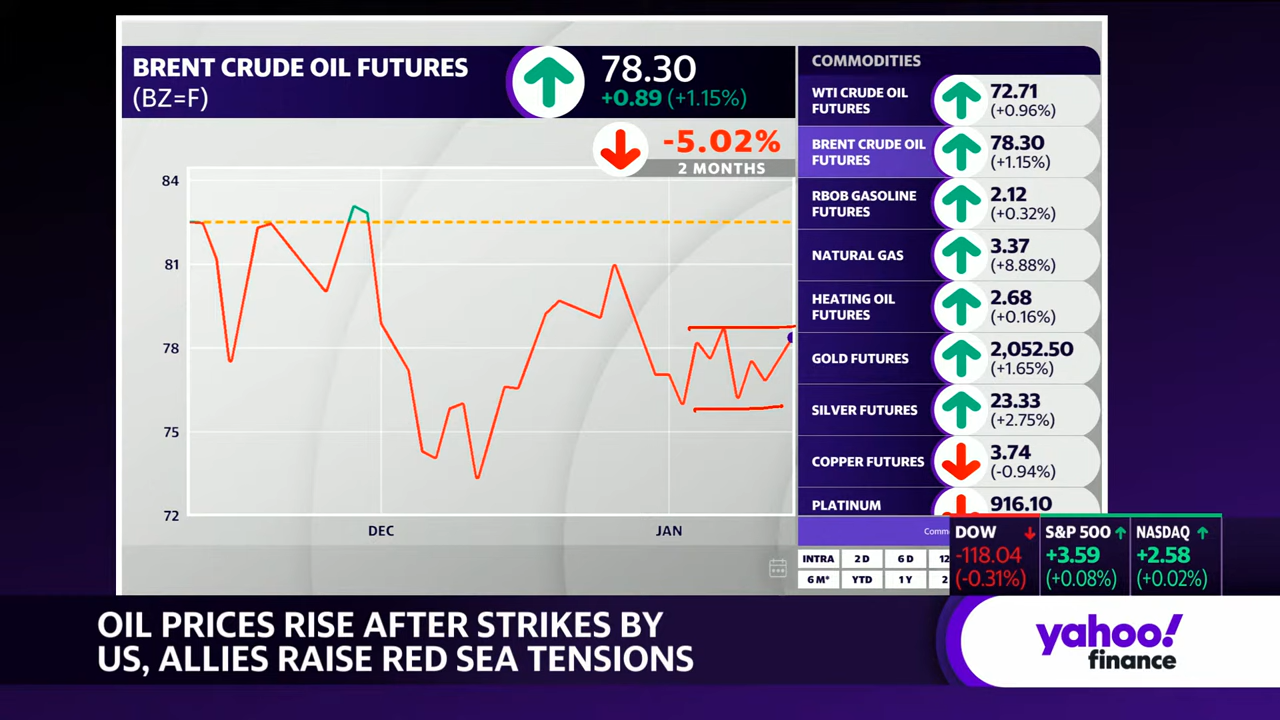 BRENT CRUDE OIL FUTURES
(BZ=F)
78.30
+0.89 (+1.15%)
-5.02%
2 MONTHS
84
81
78
75
72
DEC
JAN
COMMODITIES
WTI CRUDE OIL
FUTURES
72.71
(+0.96%)
BRENT CRUDE OIL
FUTURES
78.30
(+1.15%)
RBOB GASOLINE
FUTURES
2.12
(+0.32%)
NATURAL GAS
3.37
(+8.88%)
HEATING OIL
FUTURES
2.68
(+0.16%)
GOLD FUTURES
2,052.50
(+1.65%)
SILVER FUTURES
23.33
(+2.75%)
COPPER FUTURES
3.74
(-0.94%)
PLATINUM
916.10
INTRA 2 D 6 D
6 M* YTD 1 Y
DOW
-118.04
(-0.31%)
S&P 500
+3.59
(+0.08%)
NASDAQ
+2.58
(+0.02%)
OIL PRICES RISE AFTER STRIKES BY
US, ALLIES RAISE RED SEA TENSIONS
yahoo!
finance